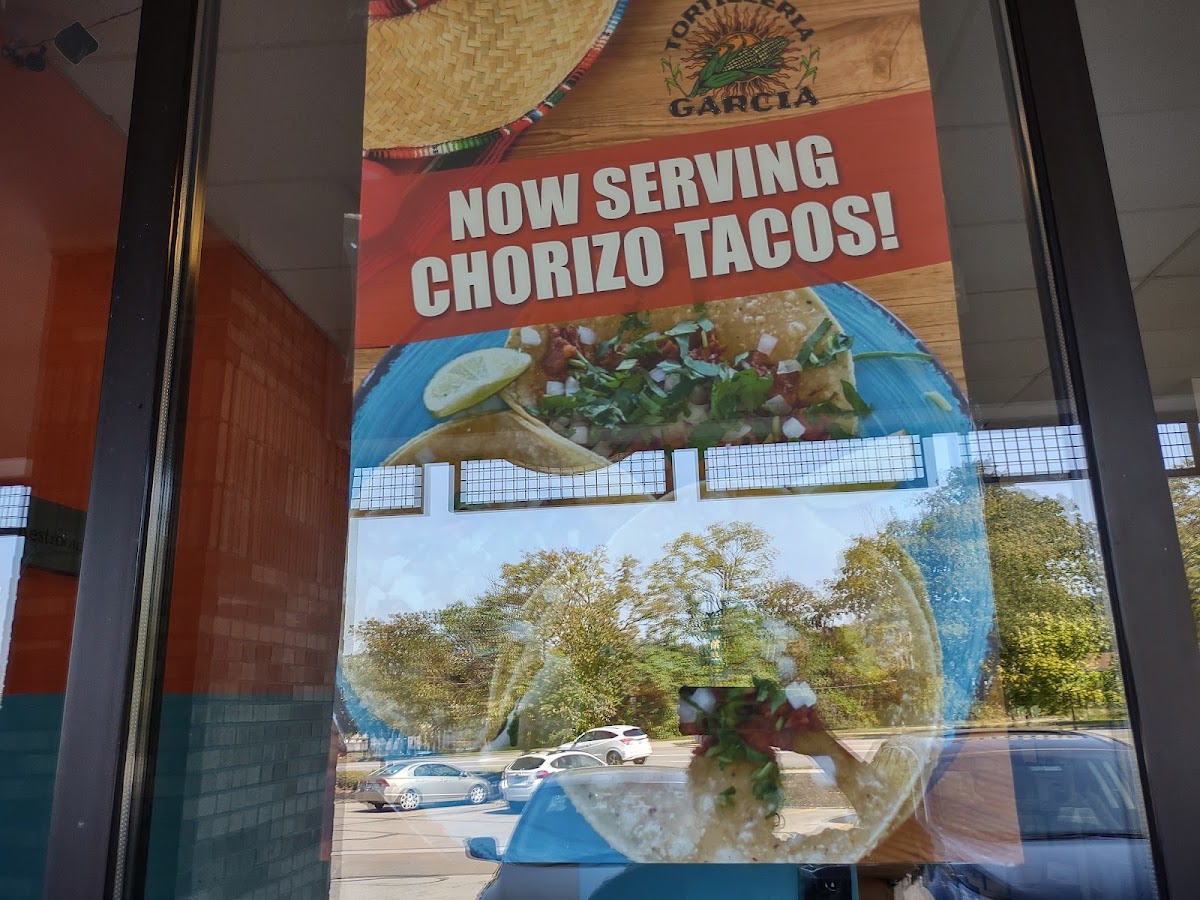 TORTILLERIA
GARCIA
NOW SERVING
CHORIZO TACOS!